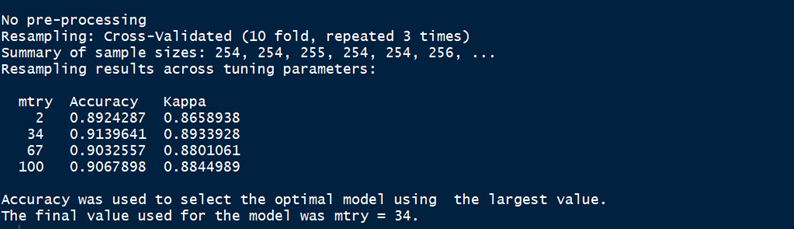 No pre-processing
Resampling: Cross-Validated (10 fold, repeated 3 times)
Summary of sample sizes: 254, 254, 255, 254, 254, 256, ...
Resampling results across tuning parameters:

  mtry  Accuracy   Kappa
    2   0.8924287  0.8658938
   34   0.9139641  0.8933928
   67   0.9032557  0.8801061
  100   0.9067898  0.8844989

Accuracy was used to select the optimal model using  the largest value.
The final value used for the model was mtry = 34.